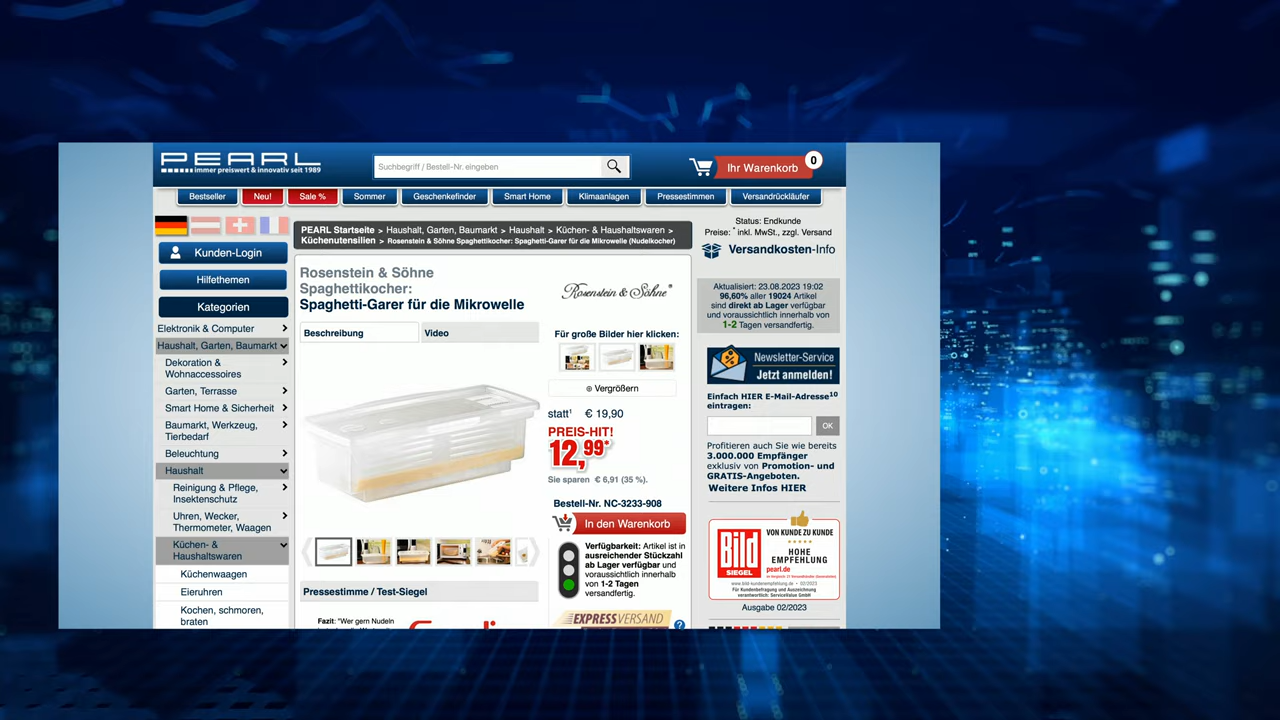 PEARL
immer preiswert & innovativ seit 1989
Suchbegriff / Bestell-Nr. eingeben
Ihr Warenkorb
0
Bestseller
Neu!
Sale %
Sommer
Geschenkefinder
Smart Home
Klimaanlagen
Pressestimmen
Versandrückläufer
Kunden-Login
Hilfethemen
Kategorien
Elektronik & Computer
Haushalt, Garten, Baumarkt
Dekoration &
Wohnaccessoires
Garten, Terrasse
Smart Home & Sicherheit
Baumarkt, Werkzeug,
Tierbedarf
Beleuchtung
Haushalt
Reinigung & Pflege,
Insektenschutz
Uhren, Wecker,
Thermometer, Waagen
Küchen- &
Haushaltswaren
Küchenwaagen
Eieruhren
Kochen, schmoren,
braten
PEARL Startseite > Haushalt, Garten, Baumarkt > Haushalt > Küchen- & Haushaltswaren >
Küchenutensilien > Rosenstein & Söhne Spaghettikocher: Spaghetti-Garer für die Mikrowelle (Nudelkocher)
Rosenstein & Söhne
Spaghettikocher:
Spaghetti-Garer für die Mikrowelle
Rosenstein & Söhne®
Beschreibung
Video
Für große Bilder hier klicken:
Vergrößern
statt¹ € 19,90
PREIS-HIT!
12,99*
Sie sparen € 6,91 (35 %).
Bestell-Nr. NC-3233-908
In den Warenkorb
Verfügbarkeit: Artikel ist in
ausreichender Stückzahl
ab Lager verfügbar und
voraussichtlich innerhalb
von 1-2 Tagen
versandfertig.
EXPRESVERSAND
?
Pressestimme / Test-Siegel
Fazit: "Wer gern Nudeln
Status: Endkunde
Preise: * inkl. MwSt., zzgl. Versand
Versandkosten-Info
Aktualisiert: 23.08.2023 19:02
96,60% aller 19024 Artikel
sind direkt ab Lager verfügbar
und voraussichtlich innerhalb von
1-2 Tagen versandfertig.
%
Newsletter-Service
Jetzt anmelden!
Einfach HIER E-Mail-Adresse¹⁰
eintragen:
OK
Profitieren auch Sie wie bereits
3.000.000 Empfänger
exklusiv von Promotion- und
GRATIS-Angeboten.
Weitere Infos HIER
Bild
SIEGEL
VON KUNDE ZU KUNDE
HOHE
EMPFEHLUNG
pearl.de
Für Kundenbefragung und Auszeichnung
verantwortlich: ServiceValue GmbH
Ausgabe 02/2023